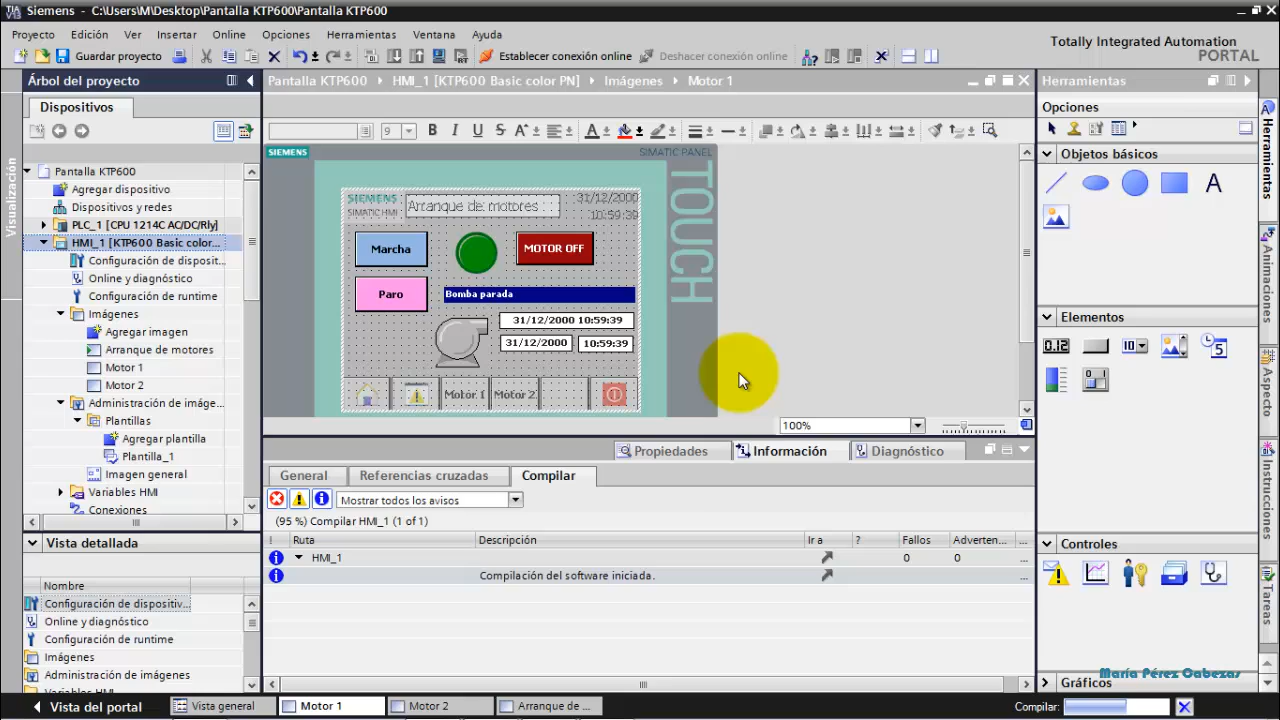 Siemens - C:\Users\M\Desktop\Pantalla KTP600\Pantalla KTP600
Proyecto Edición Ver Insertar Online Opciones Herramientas Ventana Ayuda
Totally Integrated Automation
PORTAL
Guardar proyecto Establecer conexión online Deshacer conexión online
Árbol del proyecto
Pantalla KTP600 HMI_1 [KTP600 Basic color PN] Imágenes Motor 1
Herramientas
Dispositivos
Opciones
9
Visualización
SIEMENS
SIMATIC PANEL
TOUCH
Objetos básicos
Pantalla KTP600
Agregar dispositivo
Dispositivos y redes
PLC_1 [CPU 1214C AC/DC/Rly]
HMI_1 [KTP600 Basic color...
Configuración de disposit...
Online y diagnóstico
Configuración de runtime
Imágenes
Agregar imagen
Arranque de motores
Motor 1
Motor 2
Administración de imáge...
Plantillas
Agregar plantilla
Plantilla_1
Imagen general
Variables HMI
Conexiones
SIEMENS
SIMATIC HMI
Arranque de motores
31/12/2000
10:59:39
Marcha
MOTOR OFF
Paro
Bomba parada
31/12/2000 10:59:39
31/12/2000
10:59:39
Motor 1
Motor 2
100%
Elementos
0.12
10
5
Controles
Gráficos
Herramientas
Animaciones
Aspecto
Instrucciones
Tareas
Propiedades Información Diagnóstico
General Referencias cruzadas Compilar
Mostrar todos los avisos
(95 %) Compilar HMI_1 (1 of 1)
! Ruta Descripción Ir a ? Fallos Adverten... ...
HMI_1 0 0 ...
Compilación del software iniciada. ...
Vista detallada
Nombre
Configuración de dispositiv...
Online y diagnóstico
Configuración de runtime
Imágenes
Administración de imágenes
Variables HMI
María Pérez Cabezas
Vista del portal Vista general Motor 1 Motor 2 Arranque de ... Compilar: